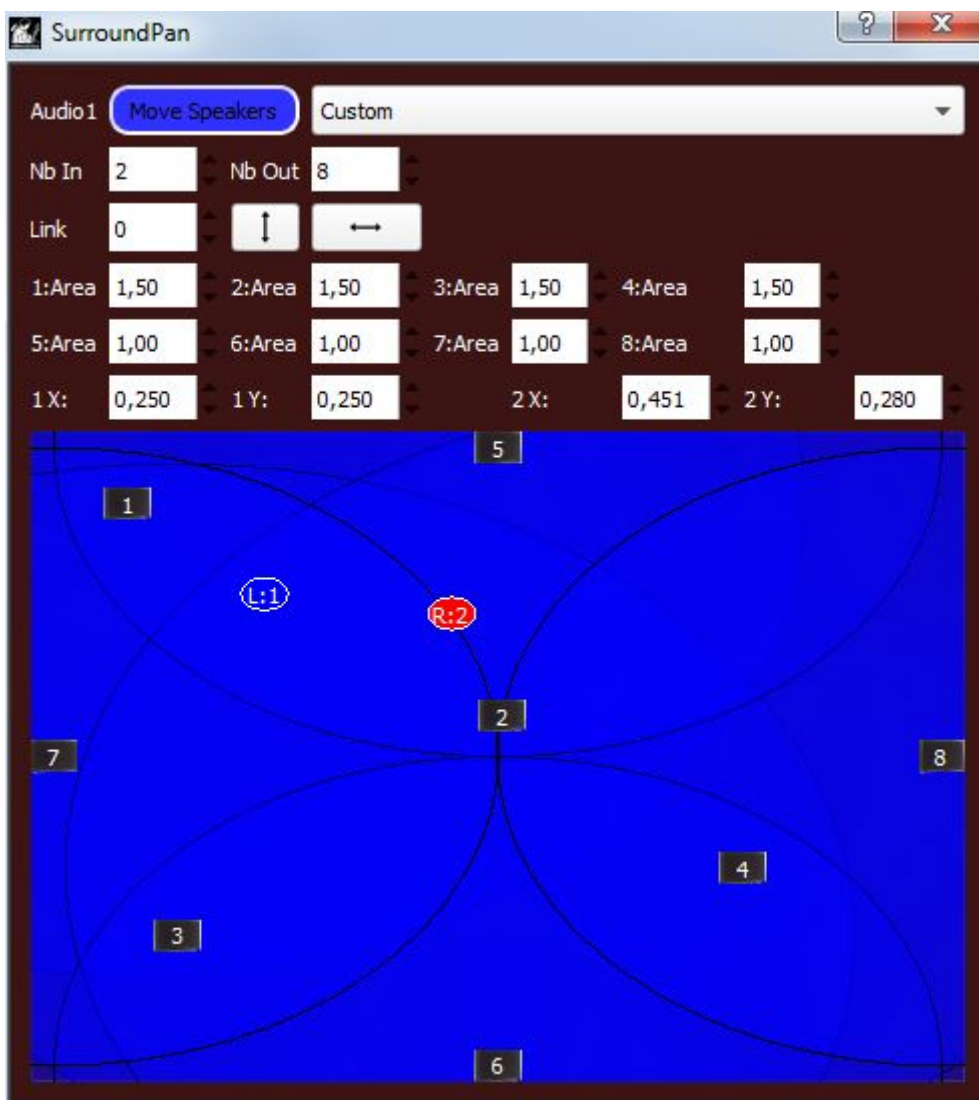 SurroundPan ? X
Audio1 Move Speakers Custom
Nb In 2 Nb Out 8
Link 0
1:Area 1,50 2:Area 1,50 3:Area 1,50 4:Area 1,50
5:Area 1,00 6:Area 1,00 7:Area 1,00 8:Area 1,00
1 X: 0,250 1 Y: 0,250 2 X: 0,451 2 Y: 0,280
5
1
L:1
R:2
2
7 8
4
3
6